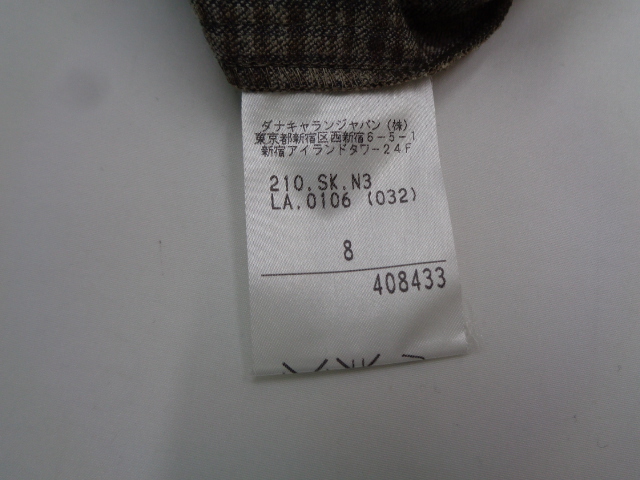 ダナキャランジャパン (株)
東京都新宿区西新宿6-5-1
新宿アイランドタワー24F
210.SK.N3
LA.0106 (032)
8
408433